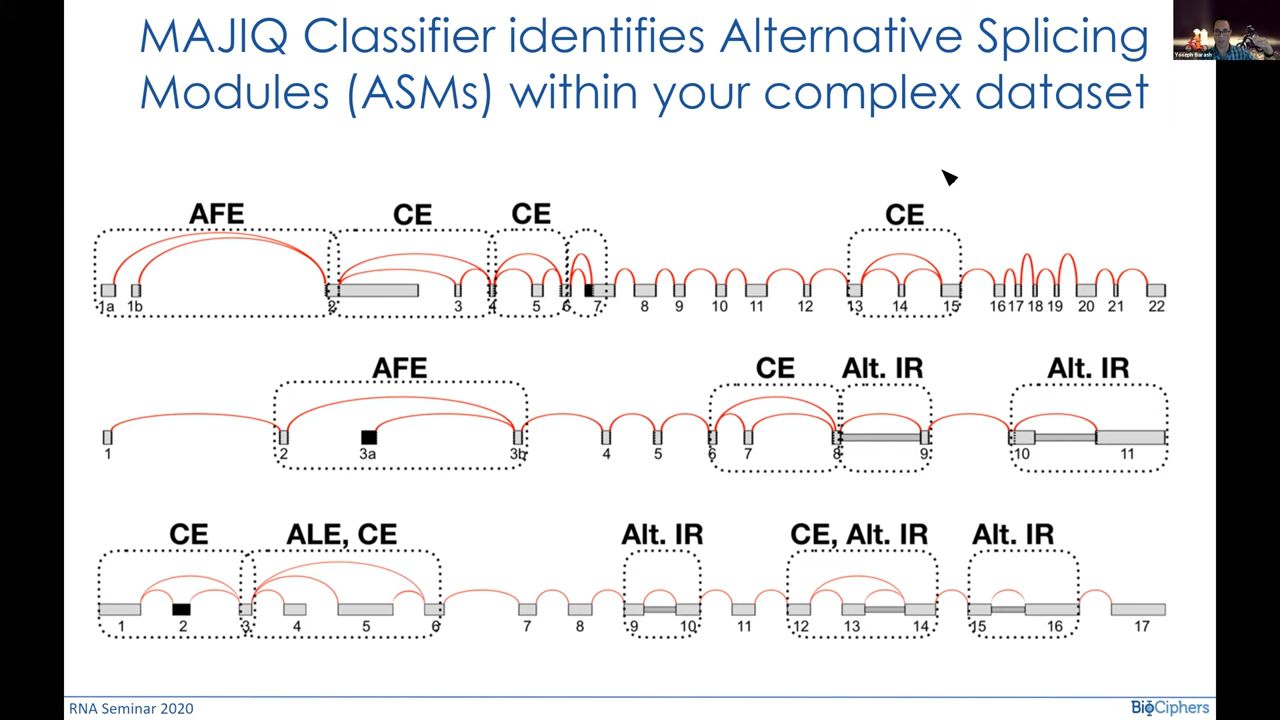 MAJIQ Classifier identifies Alternative Splicing
Modules (ASMs) within your complex dataset
Yoseph Barash
AFE CE CE CE
1a 1b 2 3 4 5 6 7 8 9 10 11 12 13 14 15 16 17 18 19 20 21 22
AFE CE Alt. IR Alt. IR
1 2 3a 3b 4 5 6 7 8 9 10 11
CE ALE, CE Alt. IR CE, Alt. IR Alt. IR
1 2 3 4 5 6 7 8 9 10 11 12 13 14 15 16 17
RNA Seminar 2020 BioCiphers